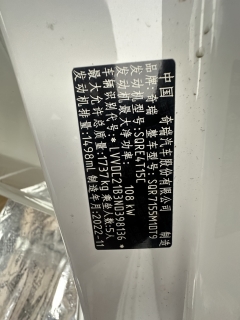 中国 奇瑞汽车股份有限公司 制造
品牌:奇瑞 整车型号:SQR7155M1DT9
发动机型号:SQRE4T15C
发动机最大净功率:108 kW
车辆识别代号:
最大允许总质量:1737kg 乘坐人数:5人
发动机排量:1498mL 制造年月:2022-11